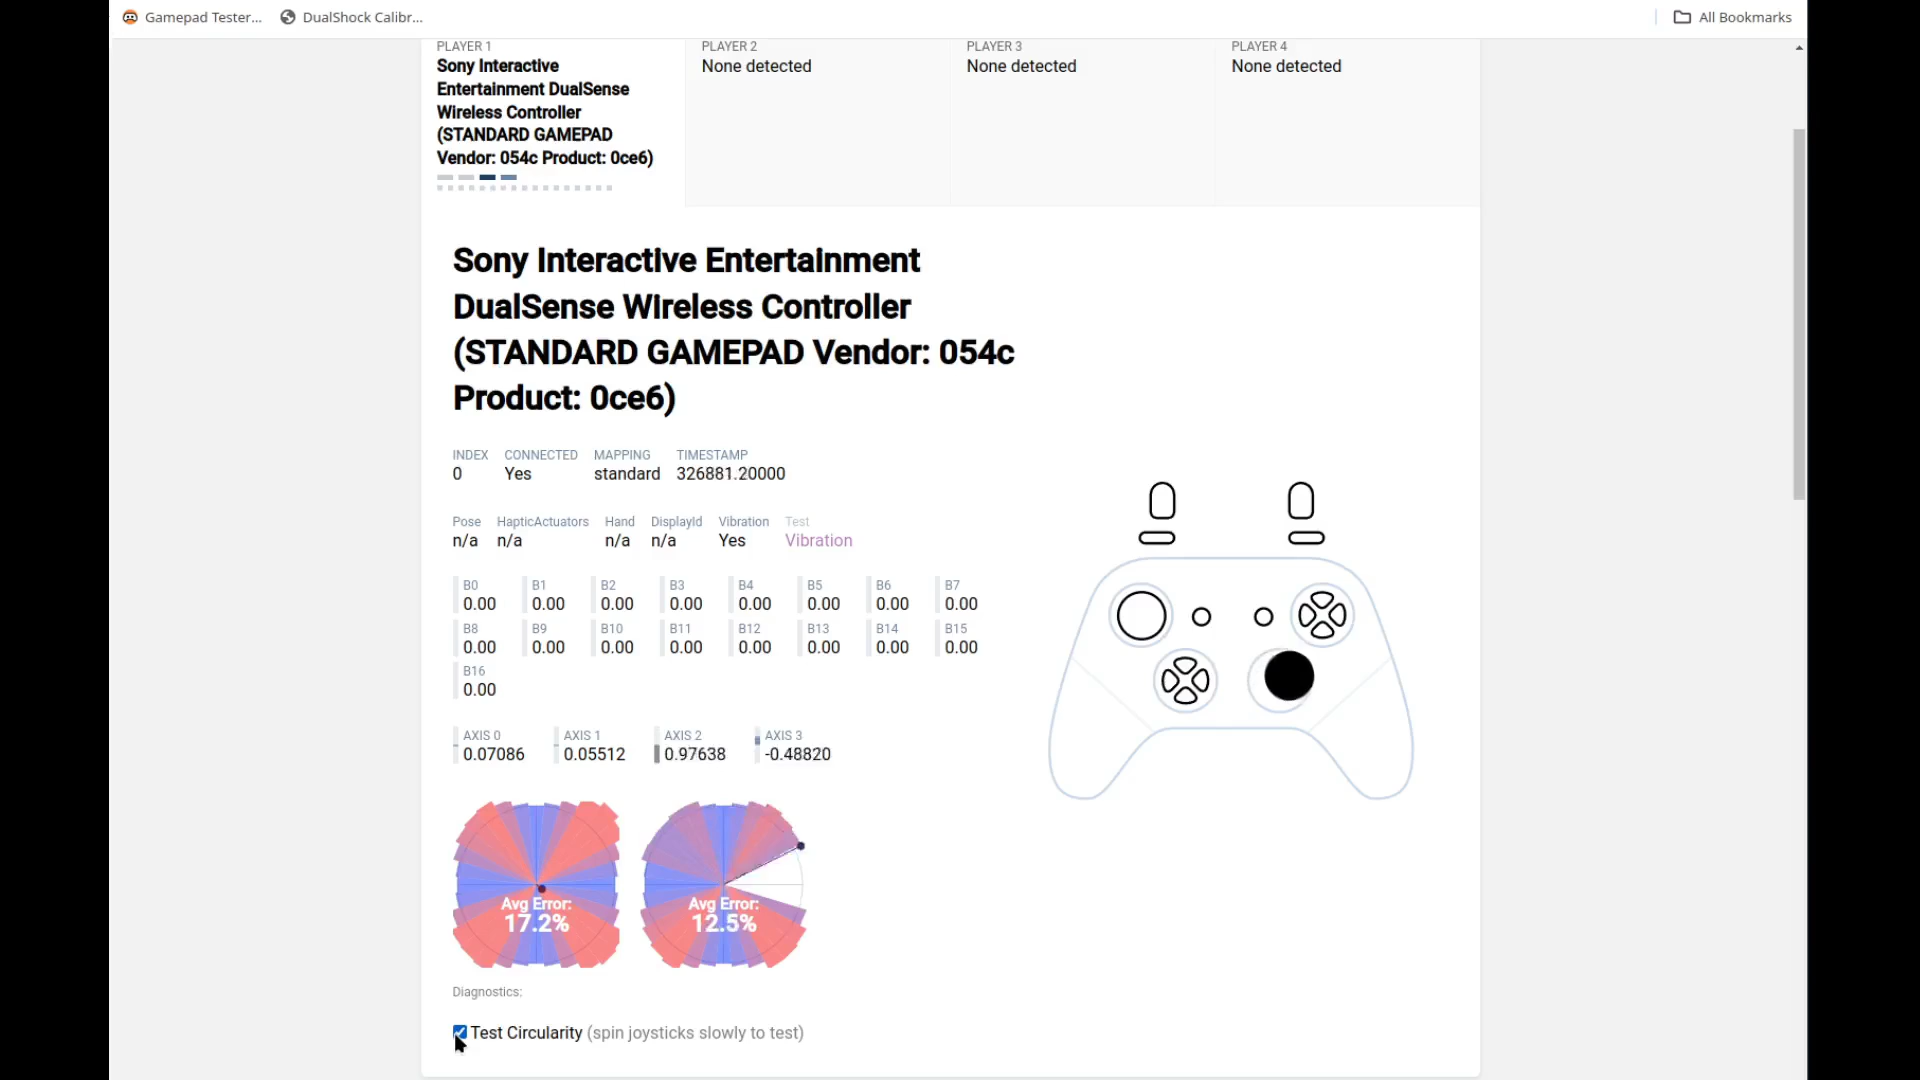 Gamepad Tester... DualShock Calibr... All Bookmarks
PLAYER 1 PLAYER 2 PLAYER 3 PLAYER 4
Sony Interactive None detected None detected None detected
Entertainment DualSense
Wireless Controller
(STANDARD GAMEPAD
Vendor: 054c Product: 0ce6)
Sony Interactive Entertainment
DualSense Wireless Controller
(STANDARD GAMEPAD Vendor: 054c
Product: 0ce6)
INDEX CONNECTED MAPPING TIMESTAMP
0 Yes standard 326881.20000
Pose HapticActuators Hand DisplayId Vibration Test
n/a n/a n/a n/a Yes Vibration
B0 B1 B2 B3 B4 B5 B6 B7
0.00 0.00 0.00 0.00 0.00 0.00 0.00 0.00
B8 B9 B10 B11 B12 B13 B14 B15
0.00 0.00 0.00 0.00 0.00 0.00 0.00 0.00
B16
0.00
AXIS 0 AXIS 1 AXIS 2 AXIS 3
0.07086 0.05512 0.97638 -0.48820
Avg Error: Avg Error:
17.2% 12.5%
Diagnostics:
Test Circularity (spin joysticks slowly to test)